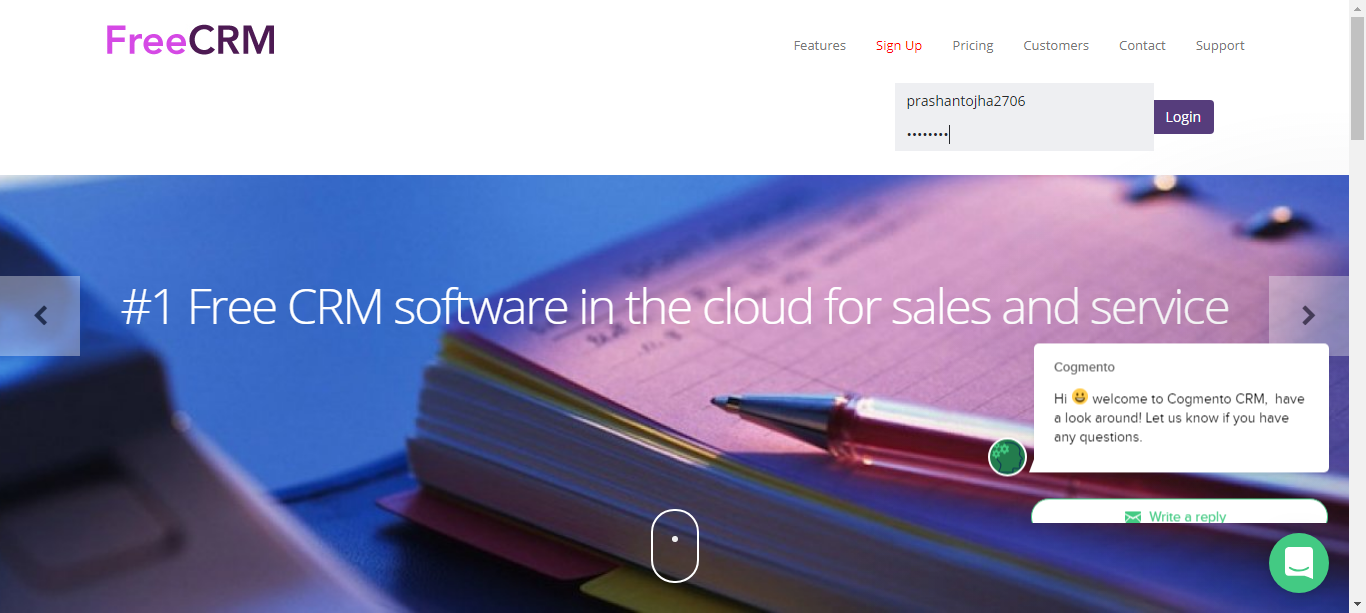 FreeCRM
Features Sign Up Pricing Customers Contact Support
prashantojha2706
••••••••
Login
#1 Free CRM software in the cloud for sales and service
Cogmento
Hi 😀 welcome to Cogmento CRM, have
a look around! Let us know if you have
any questions.
Write a reply